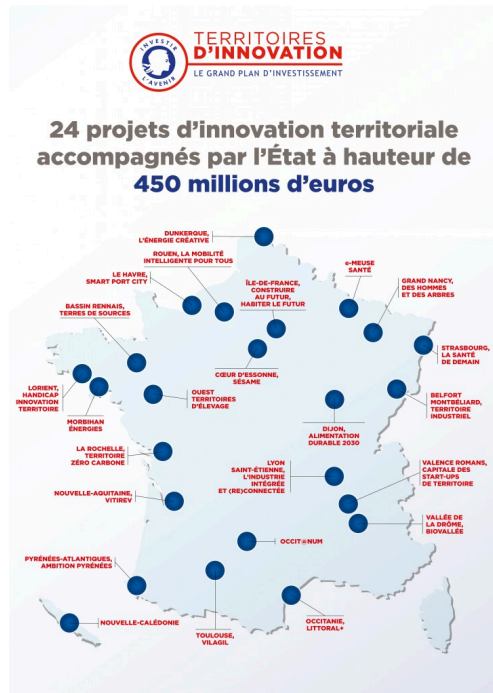 INVESTIR
L'AVENIR
TERRITOIRES
D'INNOVATION
LE GRAND PLAN D'INVESTISSEMENT
24 projets d'innovation territoriale
accompagnés par l'État à hauteur de
450 millions d'euros
DUNKERQUE,
L'ÉNERGIE CRÉATIVE
ROUEN, LA MOBILITÉ
INTELLIGENTE POUR TOUS
LE HAVRE,
SMART PORT CITY
ÎLE-DE-FRANCE,
CONSTRUIRE
AU FUTUR,
HABITER LE FUTUR
e-MEUSE
SANTÉ
GRAND NANCY,
DES HOMMES
ET DES ARBRES
BASSIN RENNAIS,
TERRES DE SOURCES
STRASBOURG,
LA SANTÉ
DE DEMAIN
CŒUR D'ESSONNE,
SÉSAME
LORIENT,
HANDICAP
INNOVATION
TERRITOIRE
MORBIHAN
ÉNERGIES
OUEST
TERRITOIRES
D'ÉLEVAGE
BELFORT
MONTBÉLIARD,
TERRITOIRE
INDUSTRIEL
DIJON,
ALIMENTATION
DURABLE 2030
LA ROCHELLE,
TERRITOIRE
ZÉRO CARBONE
LYON
SAINT-ÉTIENNE,
L'INDUSTRIE
INTÉGRÉE
ET (RE)CONNECTÉE
VALENCE ROMANS,
CAPITALE DES
START-UPS
DE TERRITOIRE
NOUVELLE-AQUITAINE,
VITIREV
VALLÉE DE
LA DRÔME,
BIOVALLÉE
OCCIT@NUM
PYRÉNÉES-ATLANTIQUES,
AMBITION PYRÉNÉES
NOUVELLE-CALÉDONIE
TOULOUSE,
VILAGIL
OCCITANIE,
LITTORAL+